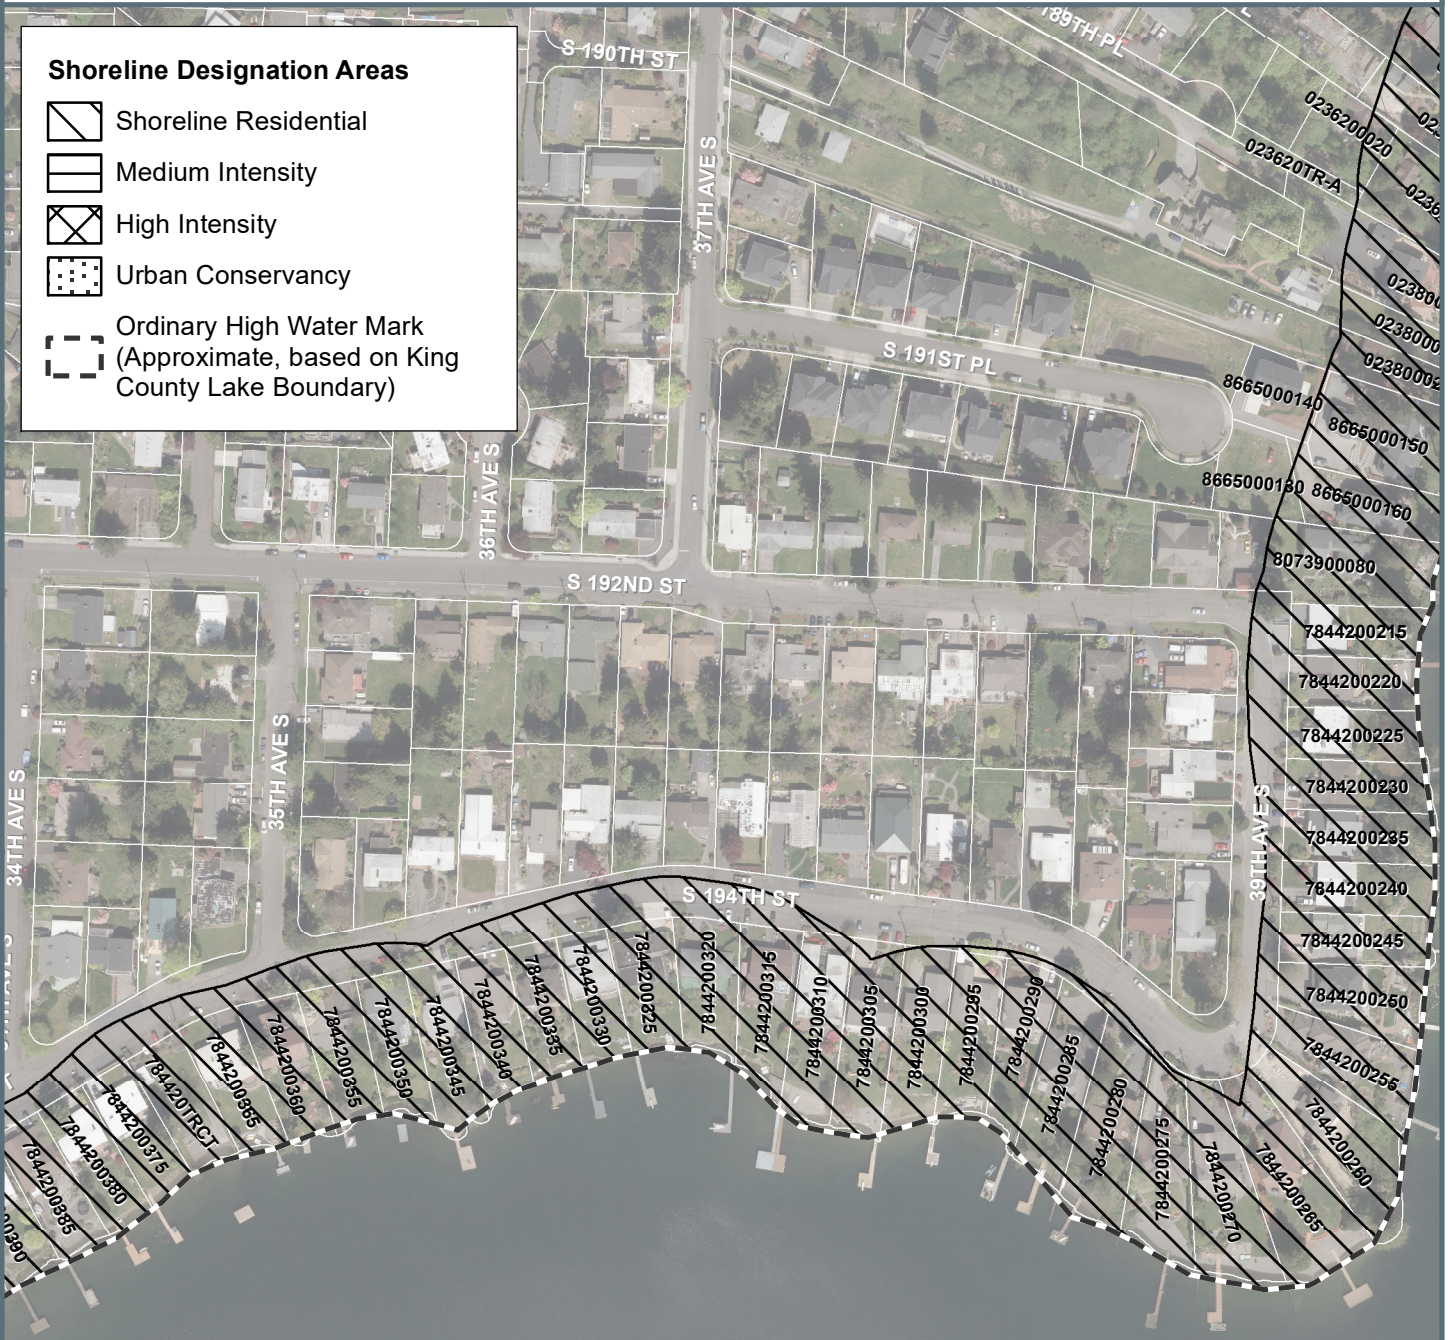 Shoreline Designation Areas
Shoreline Residential
Medium Intensity
High Intensity
Urban Conservancy
Ordinary High Water Mark
(Approximate, based on King
County Lake Boundary)
S 190TH ST
189TH PL
37TH AVE S
S 191ST PL
36TH AVE S
S 192ND ST
35TH AVE S
34TH AVE S
39TH AVE S
S 194TH ST
0236200020
023620TR-A
8665000140
8665000150
8665000130
8665000160
8073900080
7844200215
7844200220
7844200225
7844200230
7844200235
7844200240
7844200245
7844200250
7844200255
7844200260
7844200265
7844200270
7844200275
7844200280
7844200285
7844200290
7844200295
7844200300
7844200305
7844200310
7844200315
7844200320
7844200325
7844200330
7844200335
7844200340
7844200345
7844200350
7844200355
7844200360
7844200365
784420TRCT
7844200375
7844200380
7844200385